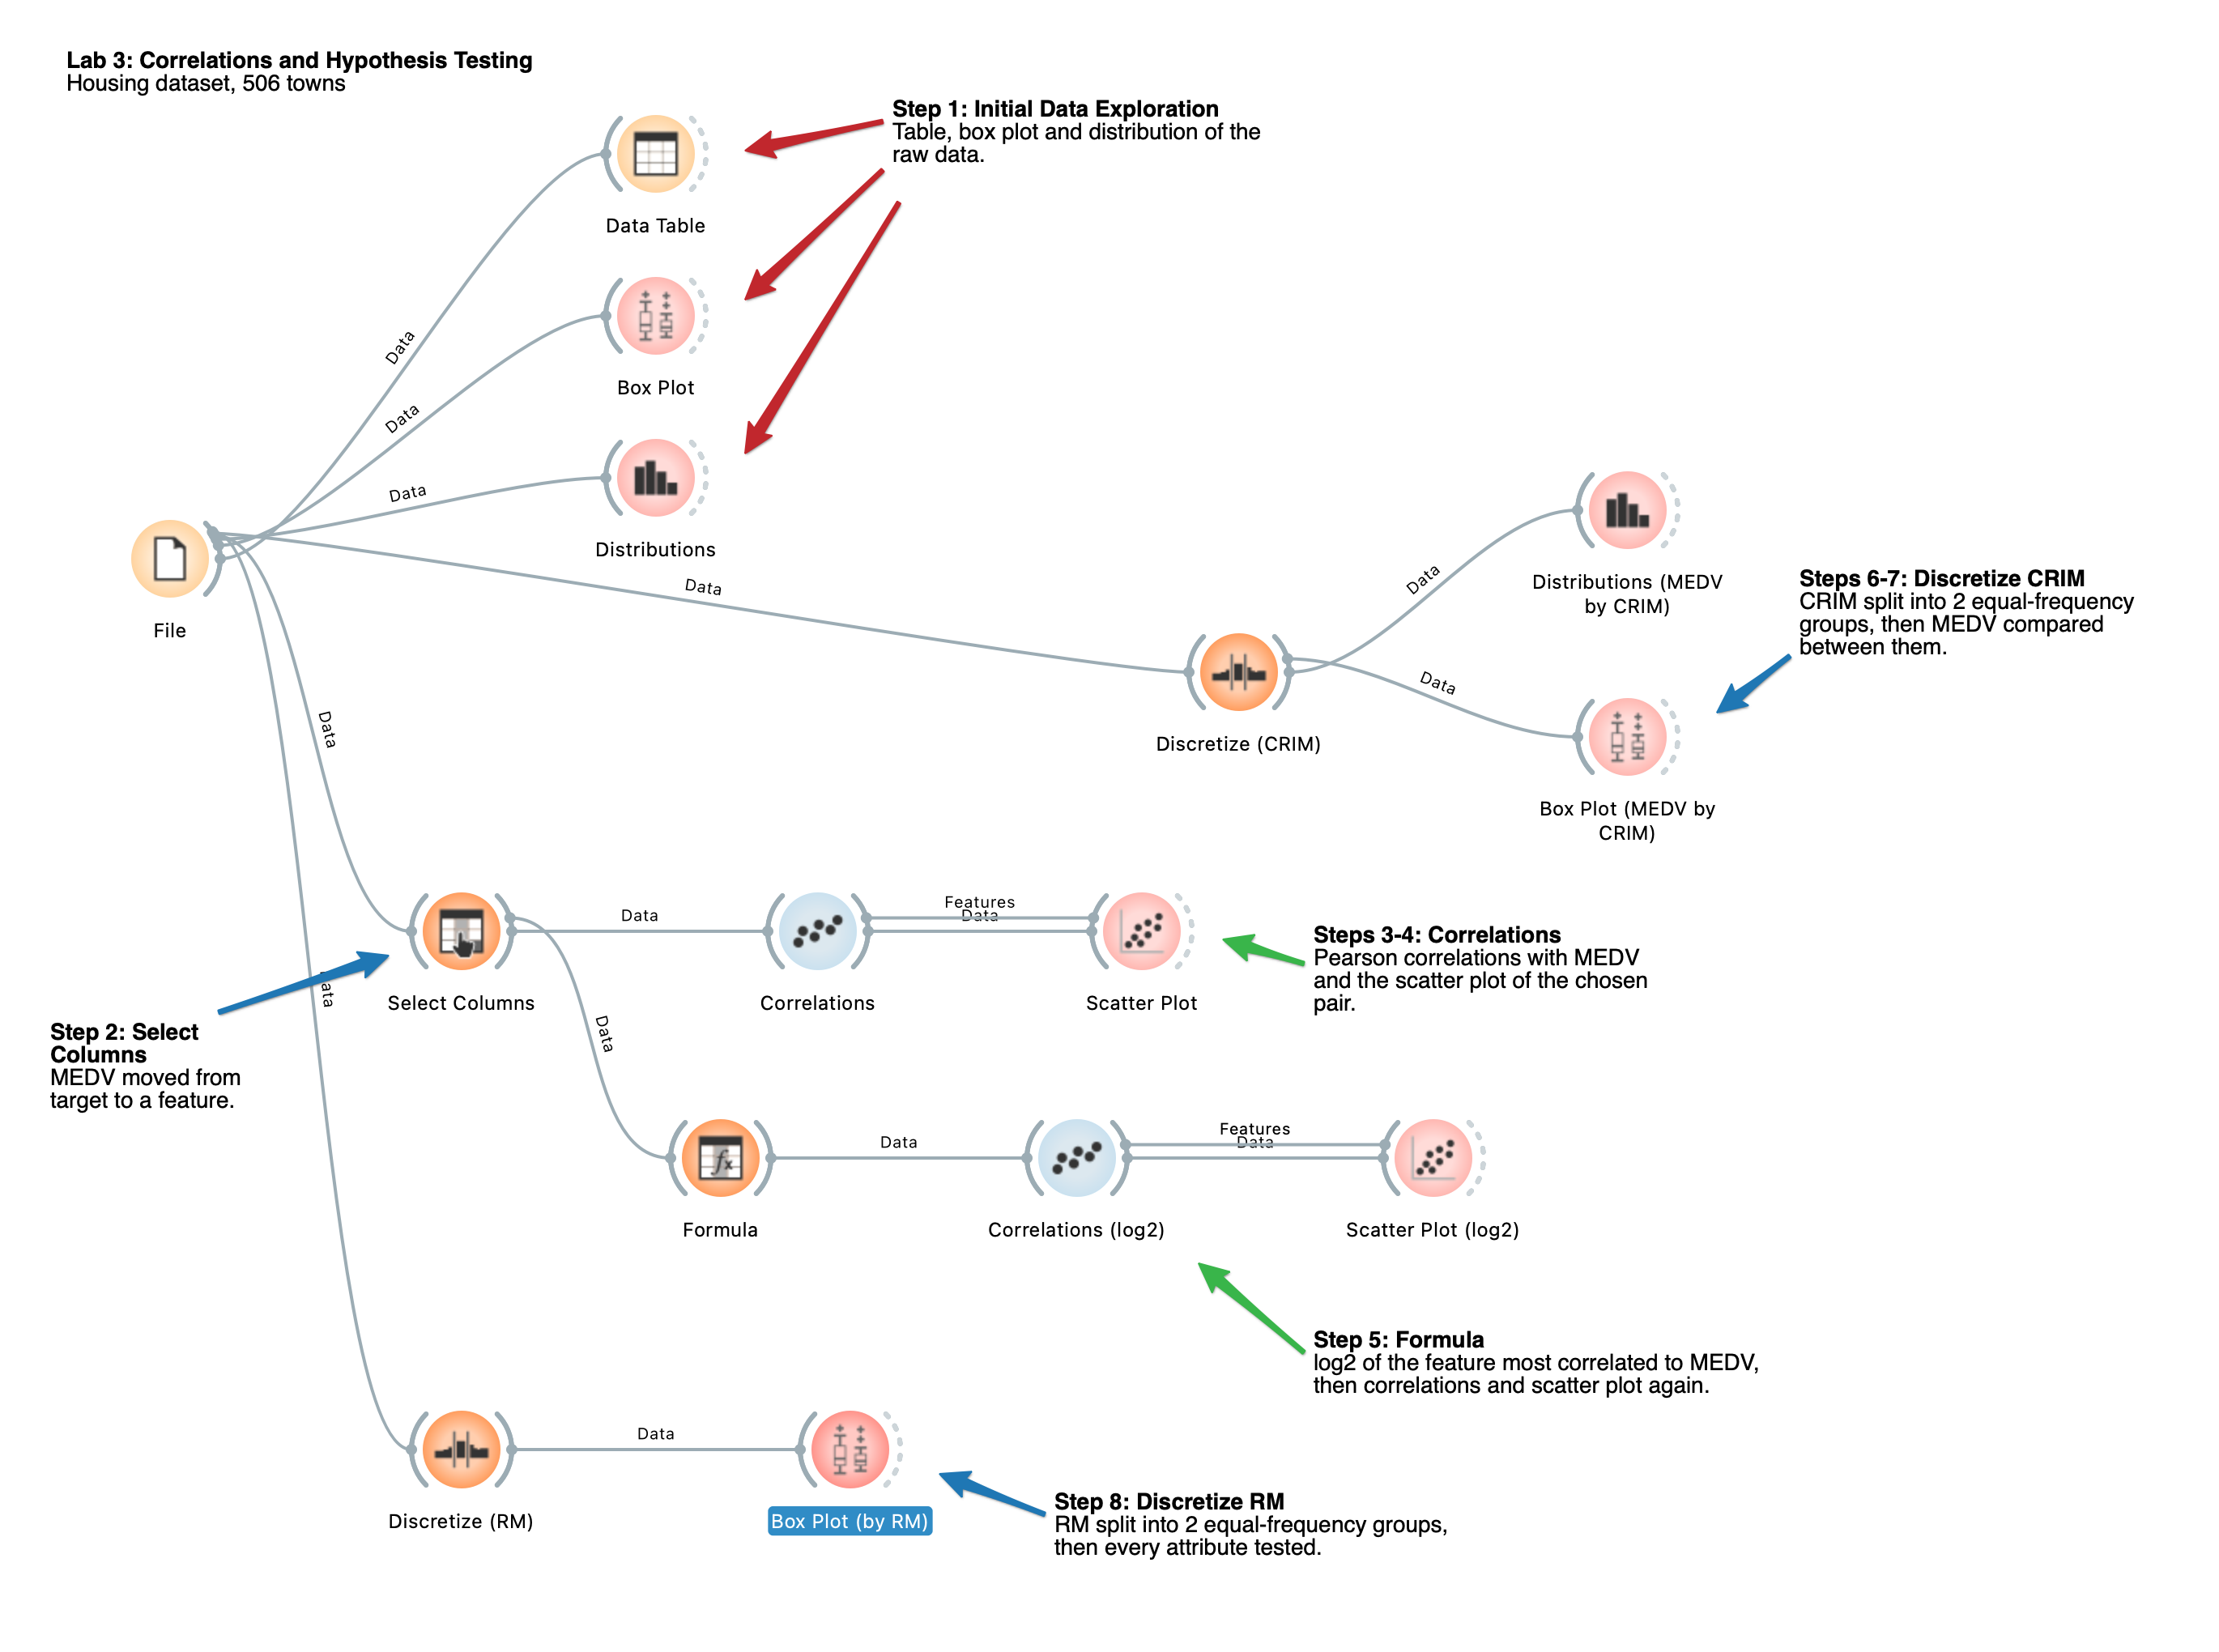 Lab 3: Correlations and Hypothesis Testing
Housing dataset, 506 towns
Step 1: Initial Data Exploration
Table, box plot and distribution of the
raw data.
Data Table
Data
Box Plot
Data
Data
Distributions
File
Data
Data
Distributions (MEDV
by CRIM)
Steps 6-7: Discretize CRIM
CRIM split into 2 equal-frequency
groups, then MEDV compared
between them.
Data
Discretize (CRIM)
Data
Box Plot (MEDV by
CRIM)
Data
Select Columns
Data
Correlations
Features
Data
Scatter Plot
Steps 3-4: Correlations
Pearson correlations with MEDV
and the scatter plot of the chosen
pair.
Data
Step 2: Select
Columns
MEDV moved from
target to a feature.
Data
Formula
Data
Correlations (log2)
Features
Data
Scatter Plot (log2)
Step 5: Formula
log2 of the feature most correlated to MEDV,
then correlations and scatter plot again.
Discretize (RM)
Data
Box Plot (by RM)
Step 8: Discretize RM
RM split into 2 equal-frequency groups,
then every attribute tested.